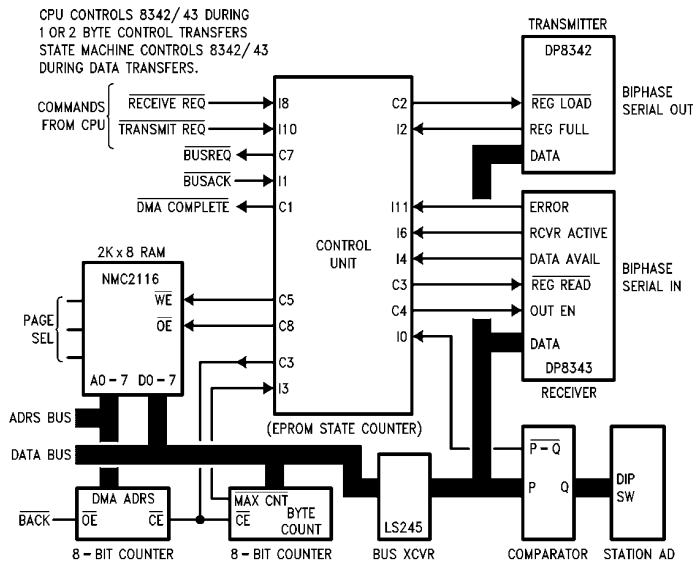 CPU CONTROLS 8342/43 DURING
1 OR 2 BYTE CONTROL TRANSFERS
STATE MACHINE CONTROLS 8342/43
DURING DATA TRANSFERS.
COMMANDS
FROM CPU
RECEIVE REQ
TRANSMIT REQ
BUSREQ
BUSACK
DMA COMPLETE
I8
I10
C7
I1
C1
C5
C8
C3
I3
CONTROL
UNIT
C2
I2
I11
I6
I4
C3
C4
I0
(EPROM STATE COUNTER)
TRANSMITTER
DP8342
REG LOAD
REG FULL
DATA
BIPHASE
SERIAL OUT
ERROR
RCVR ACTIVE
DATA AVAIL
REG READ
OUT EN
DATA
DP8343
RECEIVER
BIPHASE
SERIAL IN
2K x 8 RAM
NMC2116
WE
OE
A0-7 D0-7
PAGE
SEL
ADRS BUS
DATA BUS
DMA ADRS
OE CE
BACK
8-BIT COUNTER
MAX CNT
CE
BYTE
COUNT
8-BIT COUNTER
LS245
BUS XCVR
P-Q
P Q
COMPARATOR
DIP
SW
STATION AD